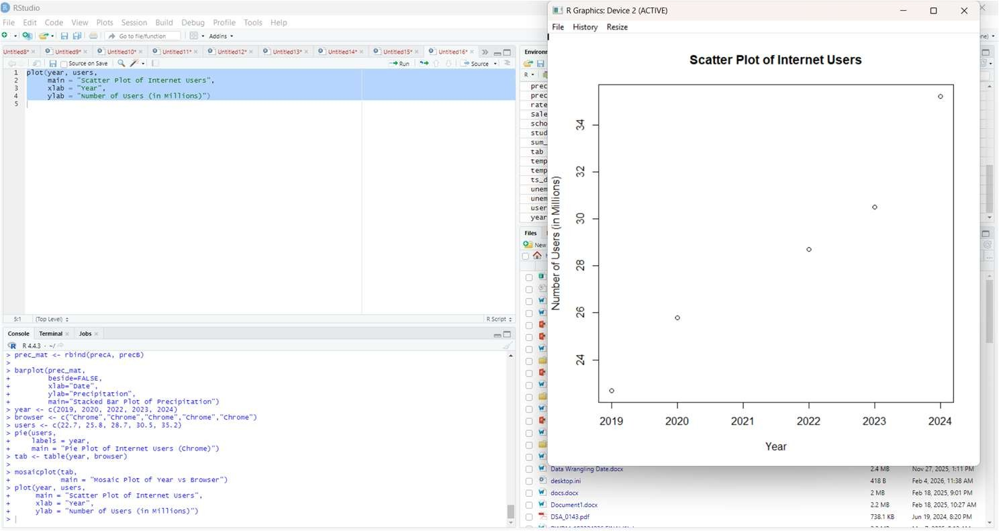 RStudio
File Edit Code View Plots Session Build Debug Profile Tools Help
Go to file/function Addins
Untitled8* Untitled9* Untitled10* Untitled11* Untitled12* Untitled13* Untitled14* Untitled15* Untitled16*
Source on Save Run Source
1 plot(year, users,
2 main = "Scatter Plot of Internet Users",
3 xlab = "Year",
4 ylab = "Number of Users (in Millions)")
5
5:1 (Top Level) R Script
Console Terminal Jobs
R 4.4.3 · ~/
> prec_mat <- rbind(precA, precB)
>
> barplot(prec_mat,
+ beside=FALSE,
+ xlab="Date",
+ ylab="Precipitation",
+ main="Stacked Bar Plot of Precipitation")
> year <- c(2019, 2020, 2022, 2023, 2024)
> browser <- c("Chrome","Chrome","Chrome","Chrome","Chrome")
> users <- c(22.7, 25.8, 28.7, 30.5, 35.2)
> pie(users,
+ labels = year,
+ main = "Pie Plot of Internet Users (Chrome)")
> tab <- table(year, browser)
>
> mosaicplot(tab,
+ main = "Mosaic Plot of Year vs Browser")
> plot(year, users,
+ main = "Scatter Plot of Internet Users",
+ xlab = "Year",
+ ylab = "Number of Users (in Millions)")
>
Environ
R
prec
prec
rate
Sale
scho
stud
sum_
tab
temp
temp
ts_d
unem
unem
user
year
Files
New
R Graphics: Device 2 (ACTIVE)
File History Resize
Scatter Plot of Internet Users
Number of Users (in Millions)
34
32
30
28
26
24
2019 2020 2021 2022 2023 2024
Year
Data Wrangling Date.docx 2.4 MB Nov 27, 2025, 1:11 PM
desktop.ini 418 B Feb 4, 2026, 11:38 AM
docs.docx 2 MB Feb 18, 2025, 9:01 PM
Document1.docx 2.2 MB Feb 18, 2025, 10:27 AM
DSA_0143.pdf 738.1 KB Jun 19, 2024, 8:20 PM